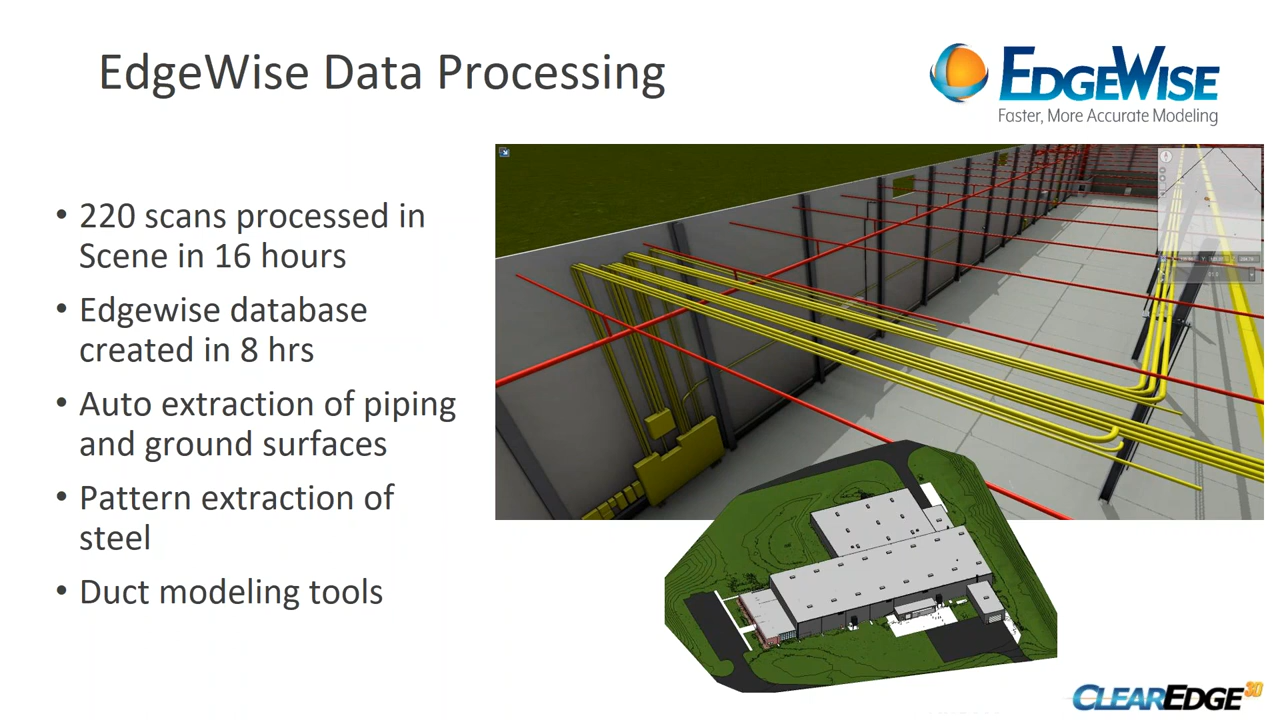 EdgeWise Data Processing
EDGEWISE
Faster, More Accurate Modeling
• 220 scans processed in
Scene in 16 hours
• Edgewise database
created in 8 hrs
• Auto extraction of piping
and ground surfaces
• Pattern extraction of
steel
• Duct modeling tools
CLEAREDGE3D